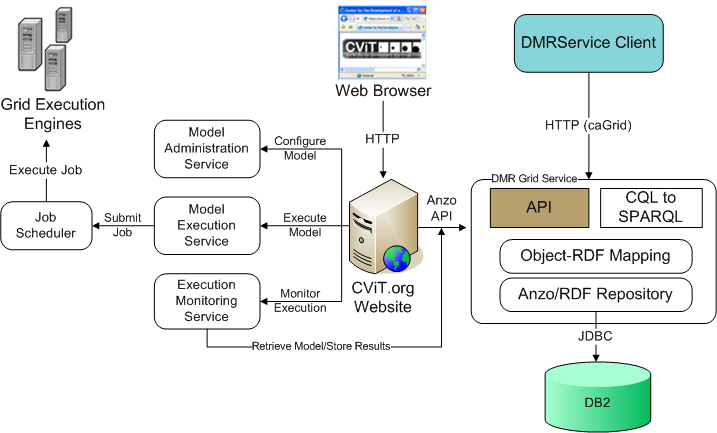 CViT
Web Browser
HTTP
Grid Execution
Engines
Execute Job
Job
Scheduler
Submit
Job
Model
Administration
Service
Model
Execution
Service
Execution
Monitoring
Service
Configure
Model
Execute
Model
Monitor
Execution
Retrieve Model/Store Results
CViT.org
Website
Anzo
API
DMRService Client
HTTP (caGrid)
DMR Grid Service
API
CQL to
SPARQL
Object-RDF Mapping
Anzo/RDF Repository
JDBC
DB2